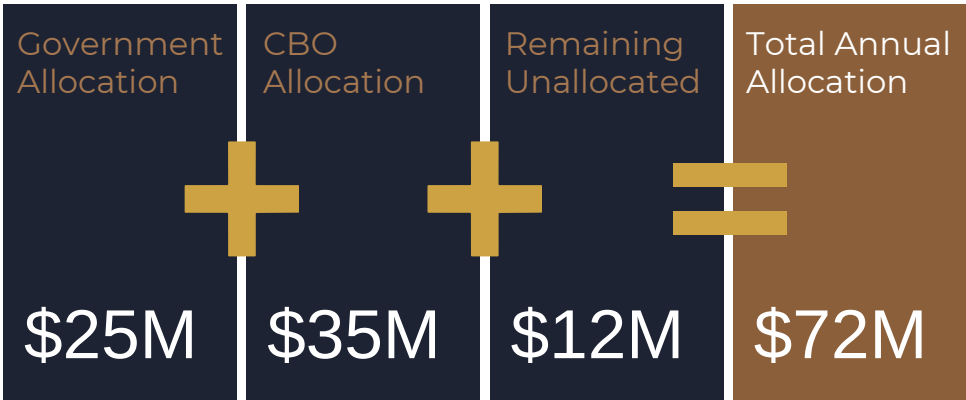 Government
Allocation
$25M
CBO
Allocation
$35M
Remaining
Unallocated
$12M
Total Annual
Allocation
$72M